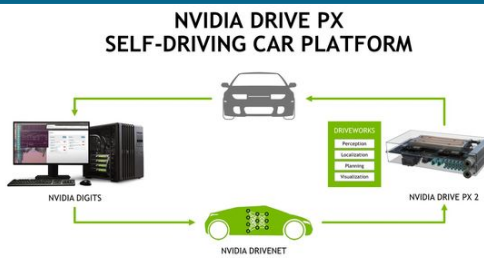 NVIDIA DRIVE PX
SELF-DRIVING CAR PLATFORM
DRIVEWORKS
Perception
Localization
Planning
Visualization
NVIDIA DIGITS
NVIDIA DRIVE PX 2
NVIDIA DRIVENET